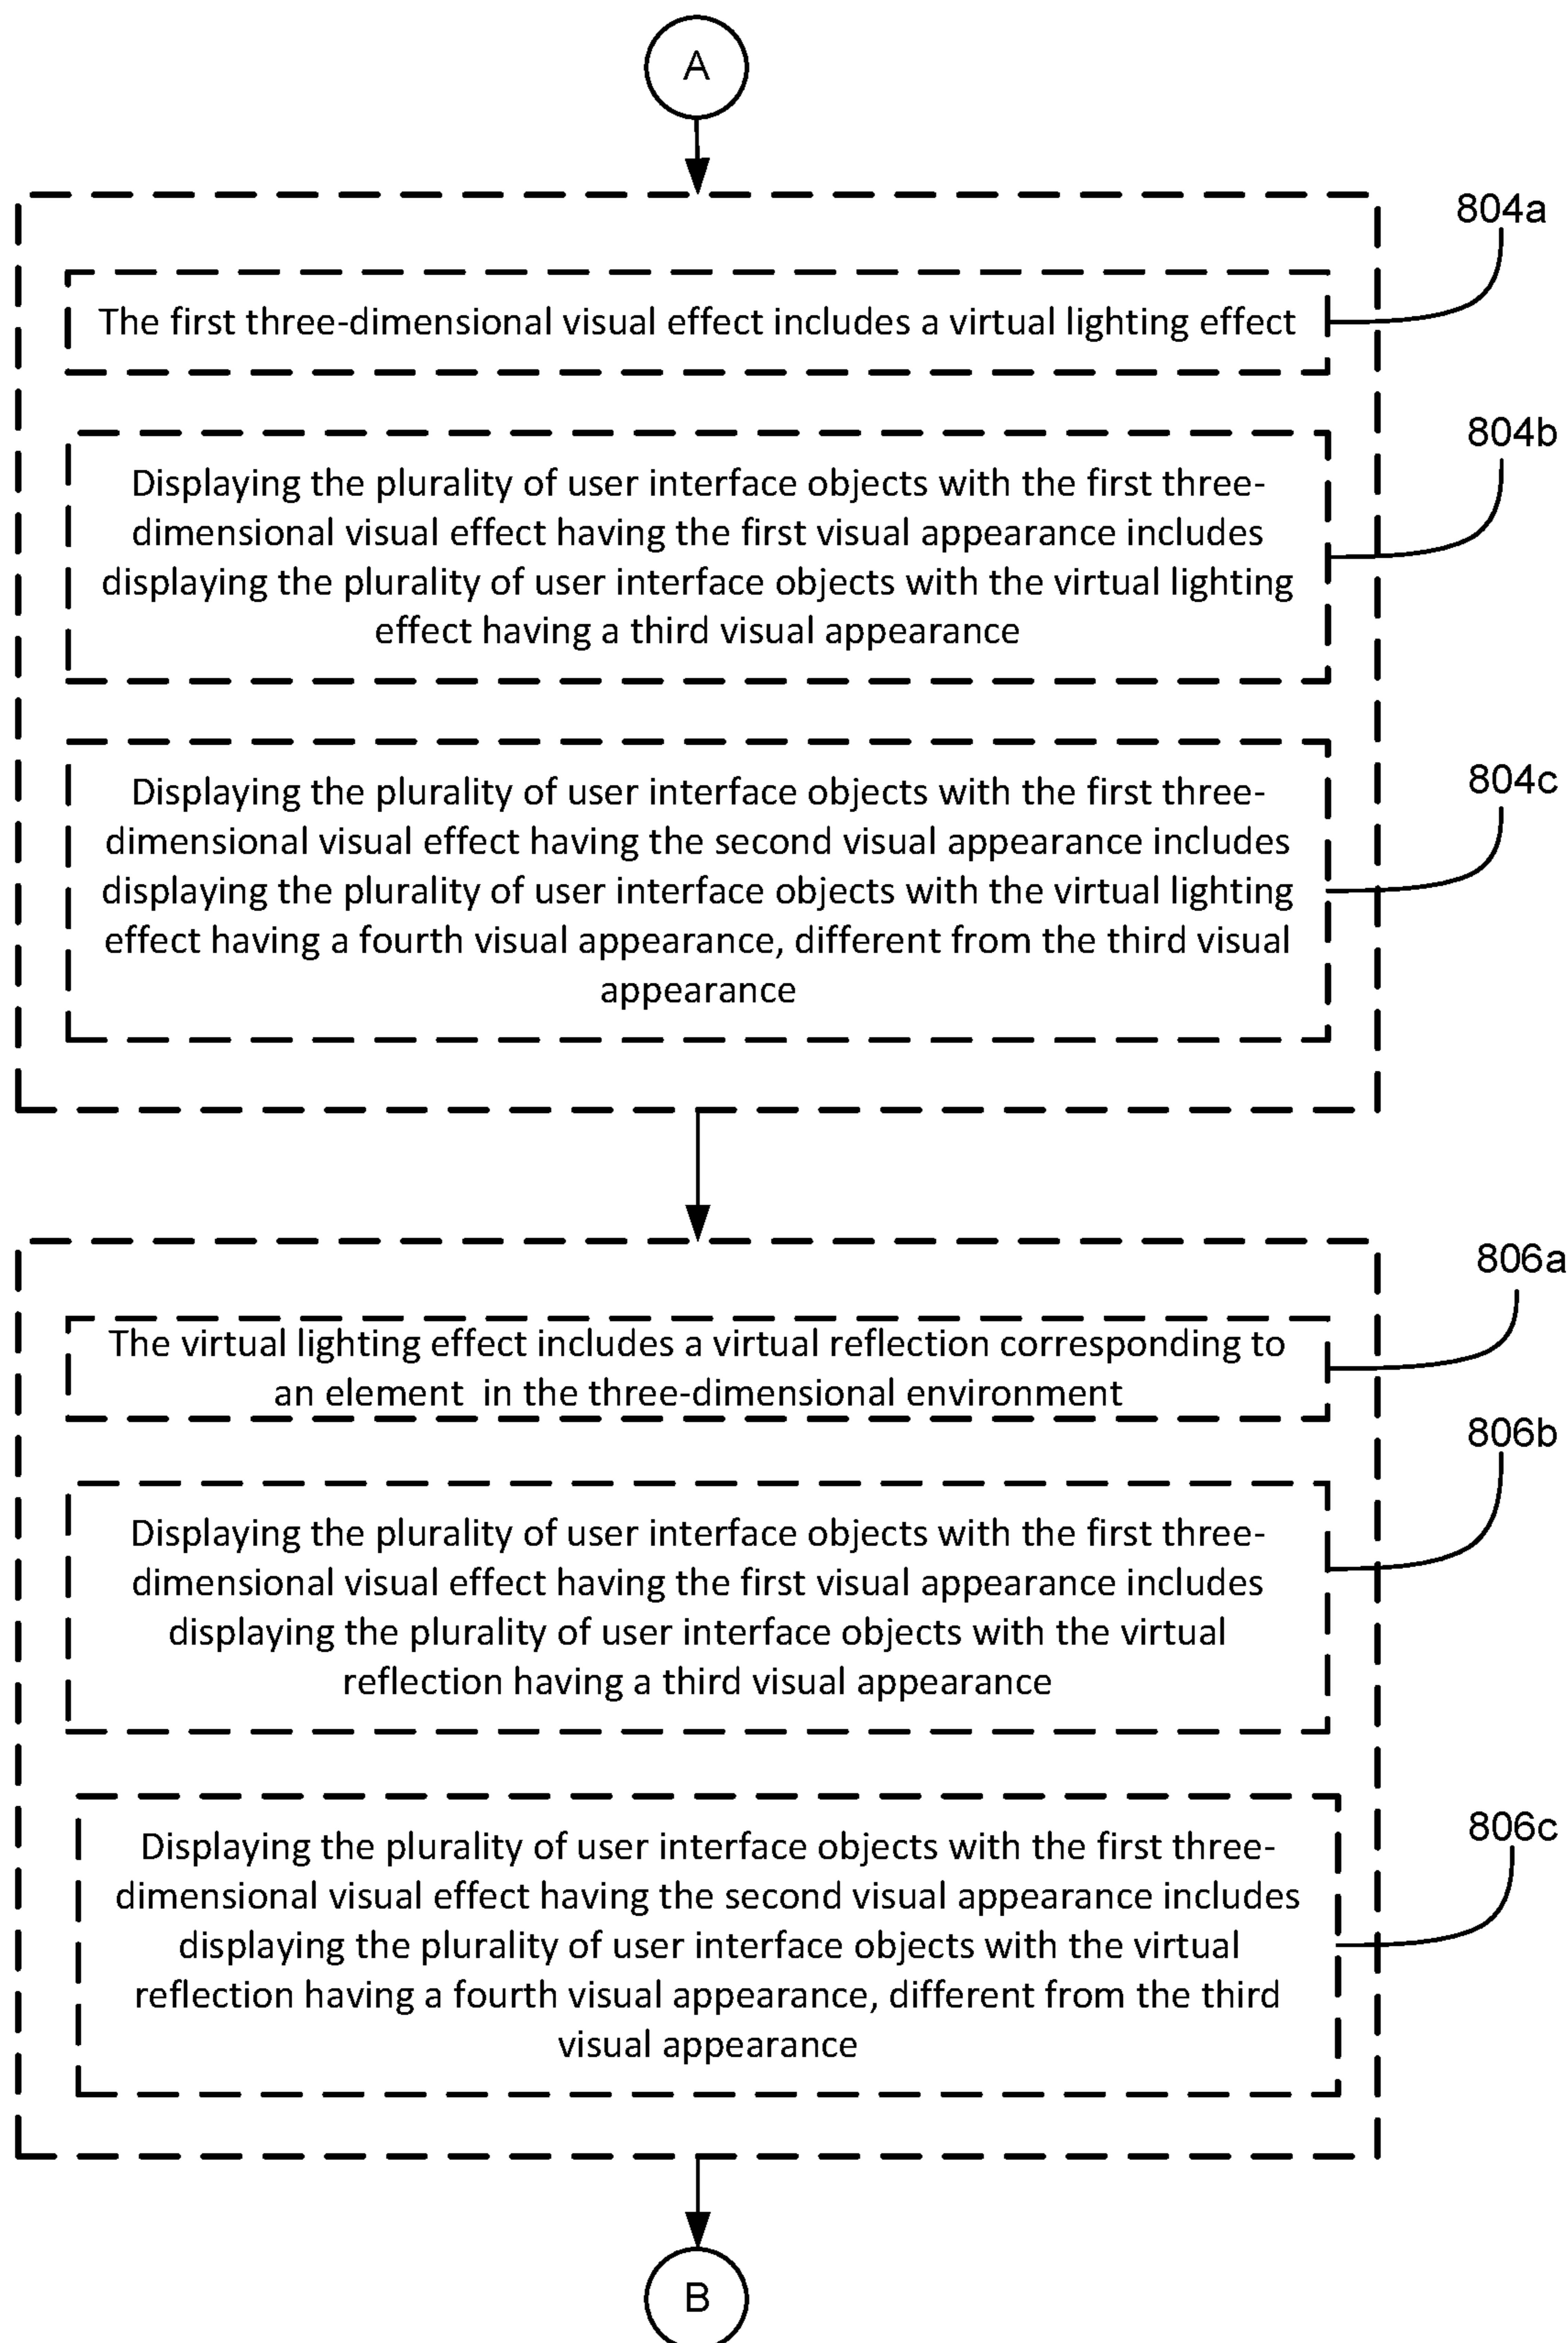 A
804a
The first three-dimensional visual effect includes a virtual lighting effect
804b
Displaying the plurality of user interface objects with the first three-
dimensional visual effect having the first visual appearance includes
displaying the plurality of user interface objects with the virtual lighting
effect having a third visual appearance
804c
Displaying the plurality of user interface objects with the first three-
dimensional visual effect having the second visual appearance includes
displaying the plurality of user interface objects with the virtual lighting
effect having a fourth visual appearance, different from the third visual
appearance
806a
The virtual lighting effect includes a virtual reflection corresponding to
an element in the three-dimensional environment
806b
Displaying the plurality of user interface objects with the first three-
dimensional visual effect having the first visual appearance includes
displaying the plurality of user interface objects with the virtual
reflection having a third visual appearance
806c
Displaying the plurality of user interface objects with the first three-
dimensional visual effect having the second visual appearance includes
displaying the plurality of user interface objects with the virtual
reflection having a fourth visual appearance, different from the third
visual appearance
B